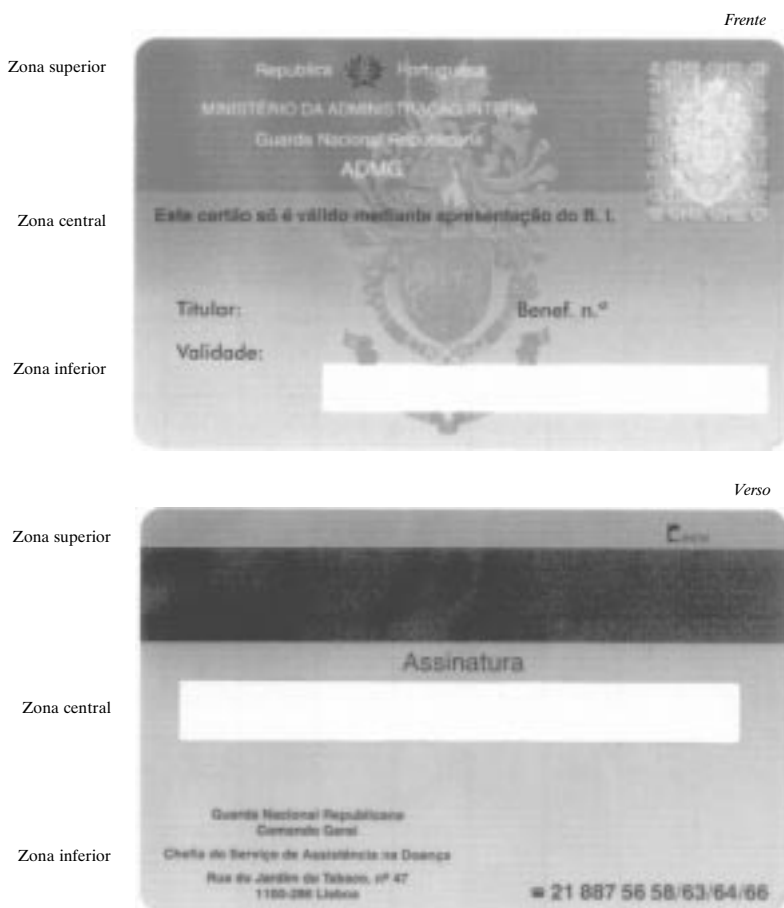 Frente
Zona superior
Republica Portuguesa
MINISTÉRIO DA ADMINISTRAÇÃO INTERNA
Guarda Nacional Republicana
ADMG
Zona central
Este cartão só é válido mediante apresentação do B. I.
Titular: Benef. n.º
Validade:
Zona inferior
Verso
Zona superior
Assinatura
Zona central
Guarda Nacional Republicana
Comando Geral
Chefia do Serviço de Assistência na Doença
Zona inferior
Rua do Jardim do Tabaco, nº 47
1100-286 Lisboa
☎ 21 887 56 58/63/64/66